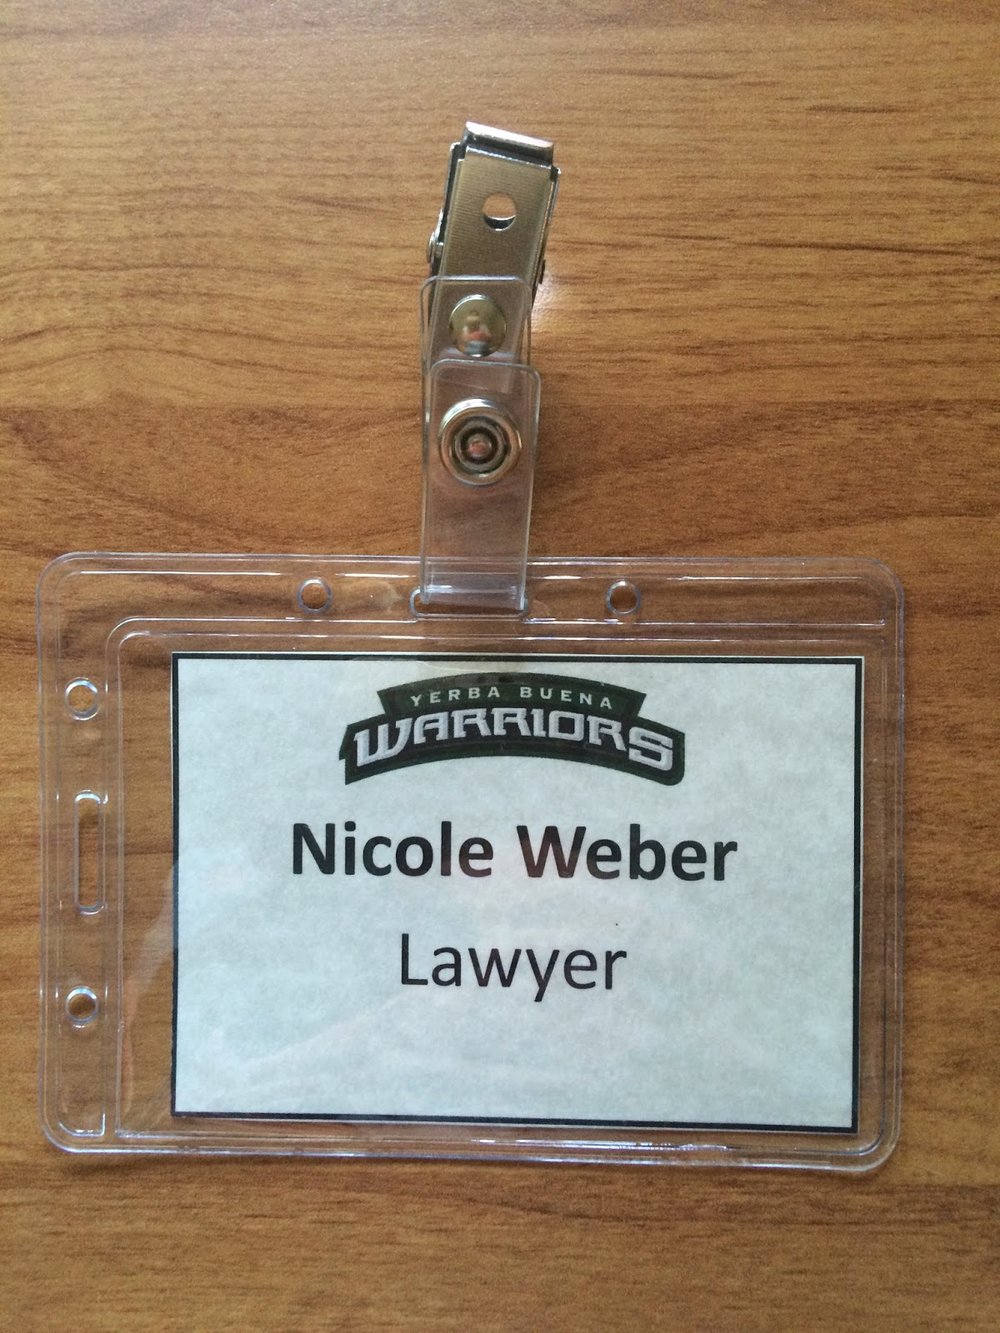 YERBA BUENA
WARRIORS
Nicole Weber
Lawyer